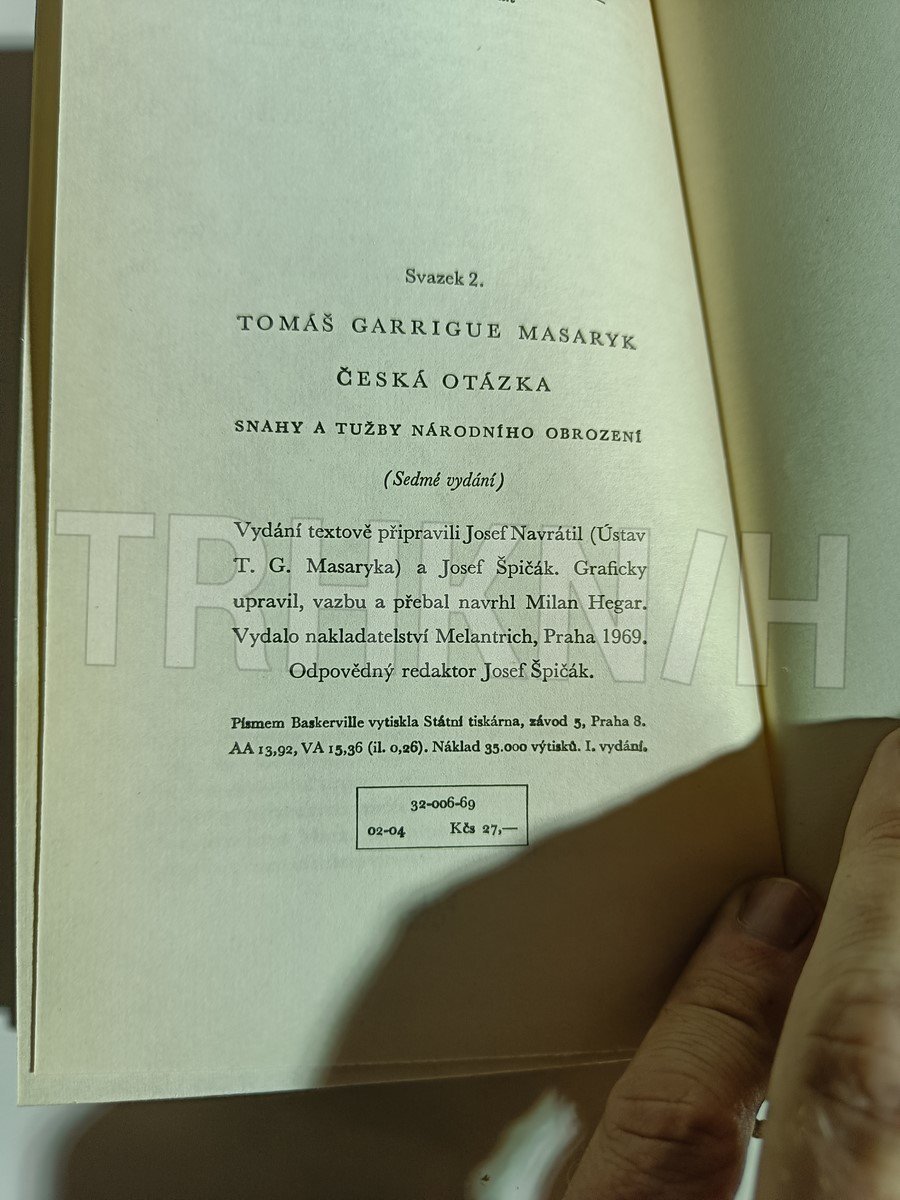 Svazek 2.
TOMÁŠ GARRIGUE MASARYK
ČESKÁ OTÁZKA
SNAHY A TUŽBY NÁRODNÍHO OBROZENÍ
(Sedmé vydání)
Vydání textově připravili Josef Navrátil (Ústav
T. G. Masaryka) a Josef Špičák. Graficky
upravil, vazbu a přebal navrhl Milan Hegar.
Vydalo nakladatelství Melantrich, Praha 1969.
Odpovědný redaktor Josef Špičák.
Písmem Baskerville vytiskla Státní tiskárna, závod 5, Praha 8.
AA 13,92, VA 15,36 (il. 0,26). Náklad 35.000 výtisků. I. vydání.
32-006-69
02-04 Kčs 27,—
TRHKNIH